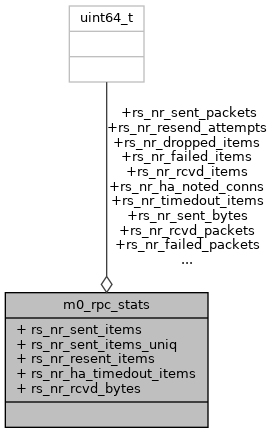 uint64_t
+rs_nr_sent_packets
+rs_nr_resend_attempts
+rs_nr_dropped_items
+rs_nr_failed_items
+rs_nr_rcvd_items
+rs_nr_ha_noted_conns
+rs_nr_timedout_items
+rs_nr_sent_bytes
+rs_nr_rcvd_packets
+rs_nr_failed_packets
...
m0_rpc_stats
+ rs_nr_sent_items
+ rs_nr_sent_items_uniq
+ rs_nr_resent_items
+ rs_nr_ha_timedout_items
+ rs_nr_rcvd_bytes